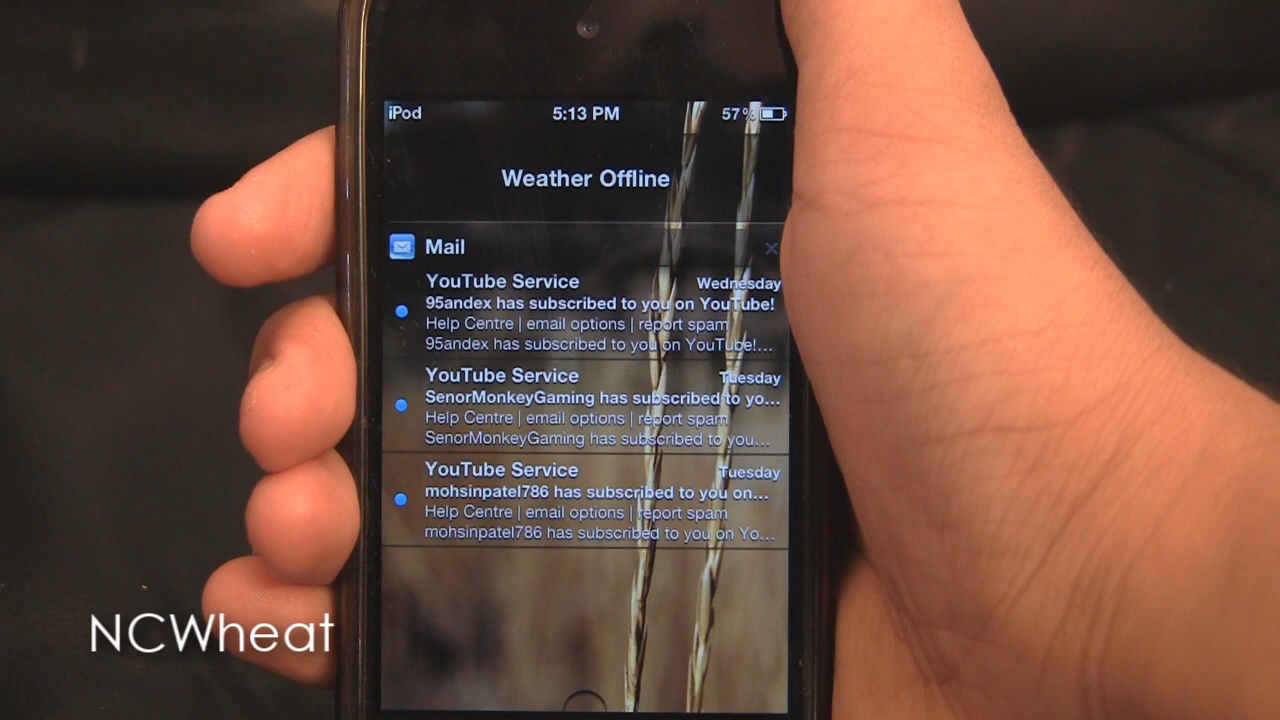 iPod 5:13 PM 57%
Weather Offline
Mail
YouTube Service Wednesday
95andex has subscribed to you on YouTube!
Help Centre | email options | report spam
95andex has subscribed to you on YouTube!...
YouTube Service Tuesday
SenorMonkeyGaming has subscribed to yo...
Help Centre | email options | report spam
SenorMonkeyGaming has subscribed to you...
YouTube Service Tuesday
mohsinpatel786 has subscribed to you on...
Help Centre | email options | report spam
mohsinpatel786 has subscribed to you on Yo...
NCWheat